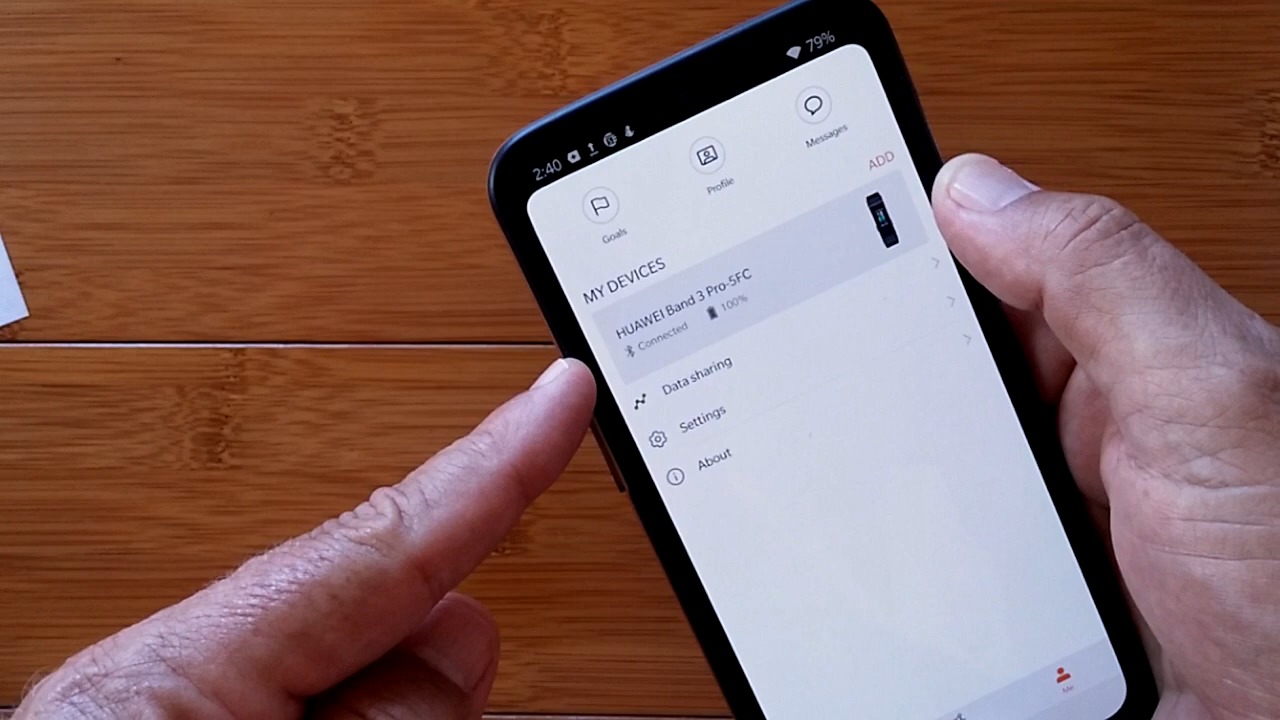 2:40
79%
Goals
Profile
Messages
MY DEVICES
ADD
HUAWEI Band 3 Pro-5FC
Connected 100%
Data sharing
Settings
About
Me